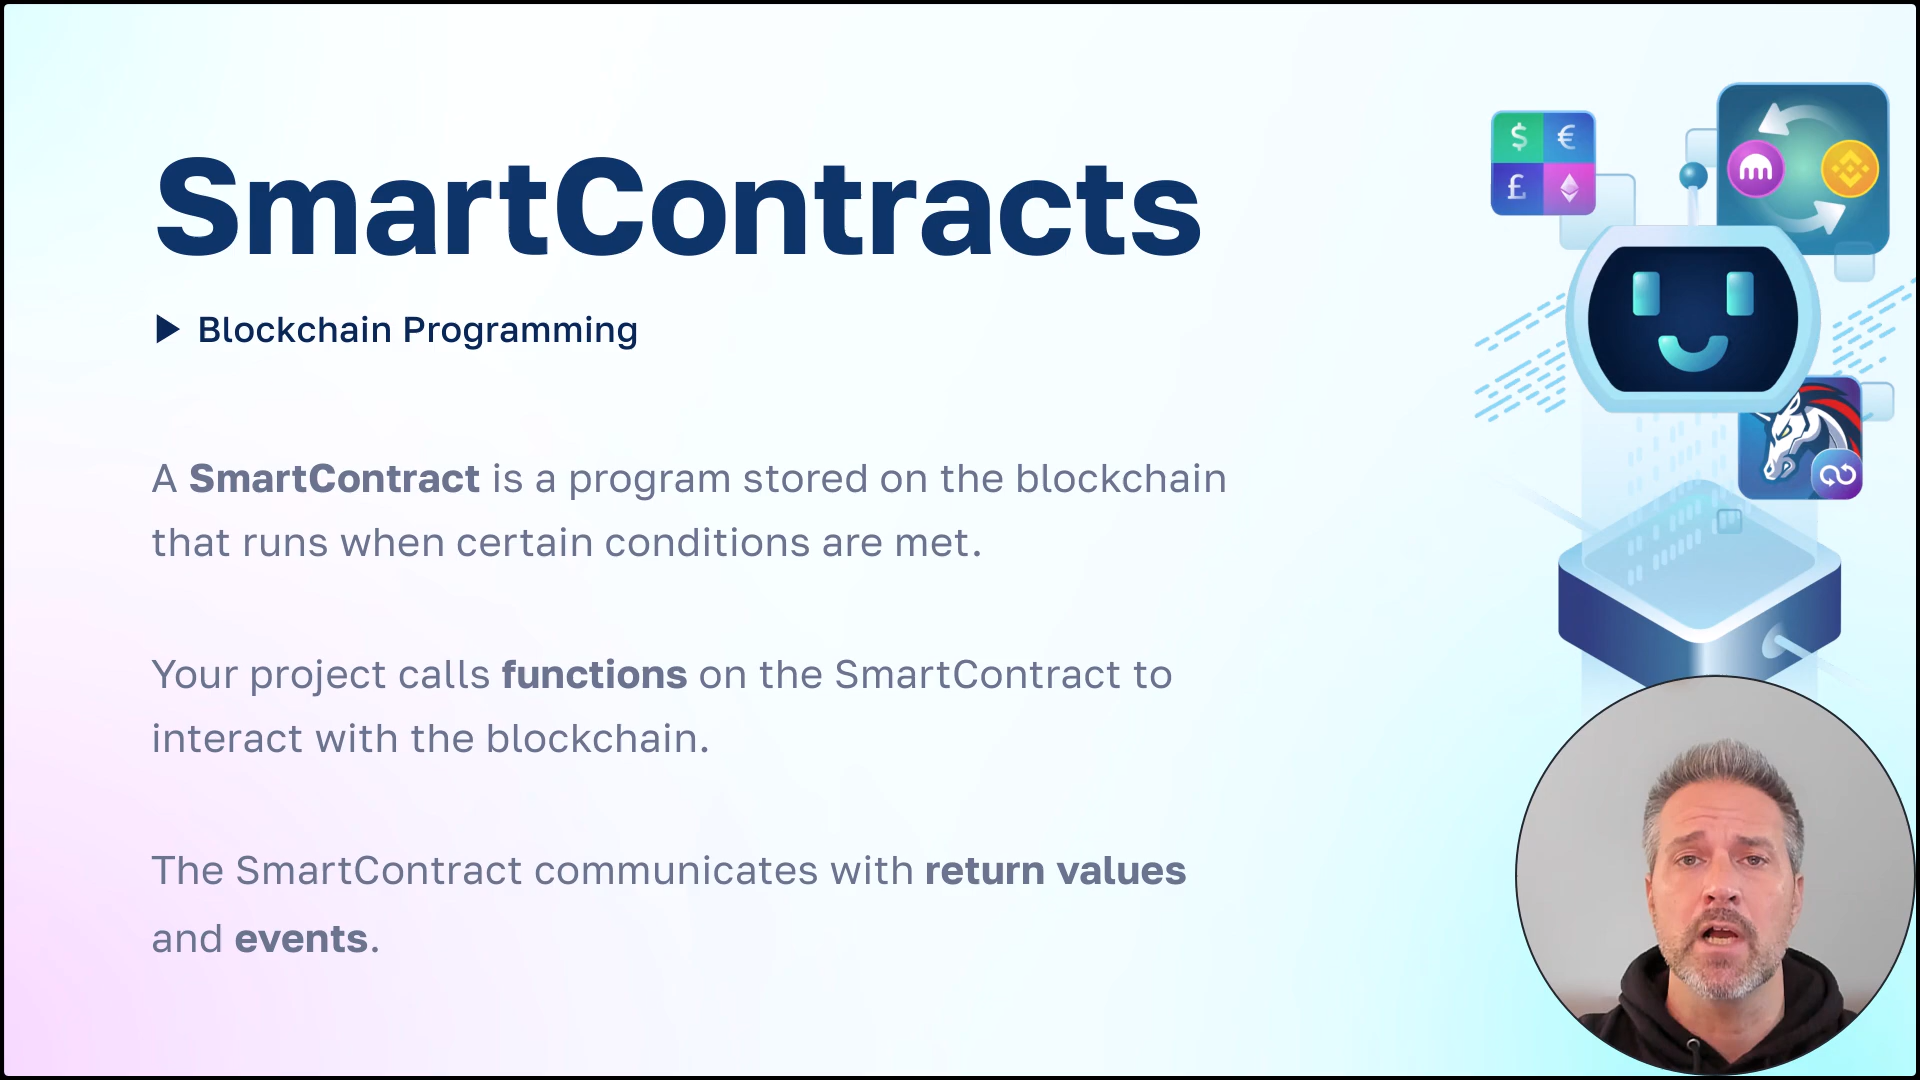 SmartContracts
▶ Blockchain Programming
A SmartContract is a program stored on the blockchain
that runs when certain conditions are met.
Your project calls functions on the SmartContract to
interact with the blockchain.
The SmartContract communicates with return values
and events.
$ €
£